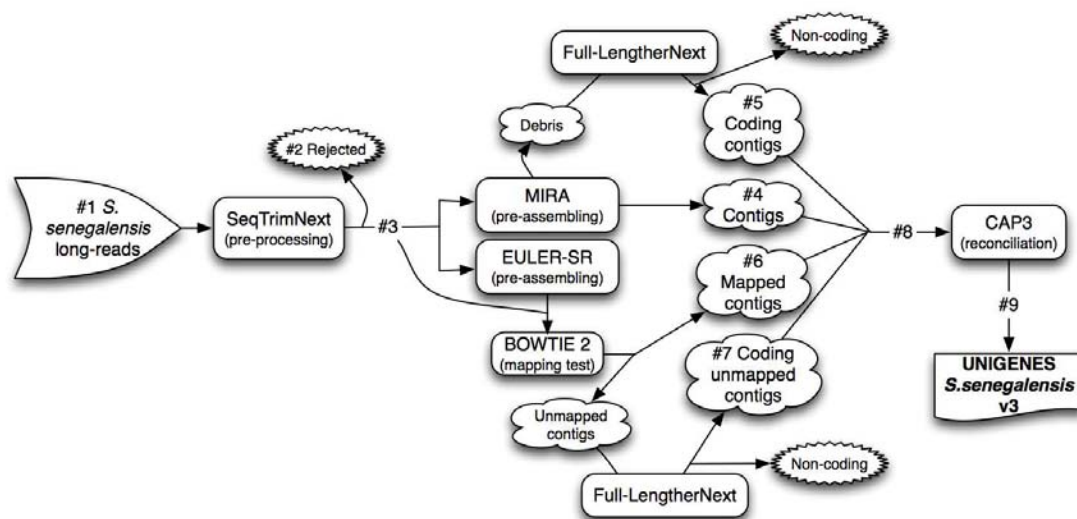 Full-LengtherNext
Non-coding
#5
Coding
contigs
Debris
#2 Rejected
#1 S.
senegalensis
long-reads
SeqTrimNext
(pre-processing)
#3
MIRA
(pre-assembling)
#4
Contigs
EULER-SR
(pre-assembling)
#6
Mapped
contigs
#8
CAP3
(reconciliation)
#9
BOWTIE 2
(mapping test)
#7 Coding
unmapped
contigs
UNIGENES
S.senegalensis
v3
Unmapped
contigs
Non-coding
Full-LengtherNext